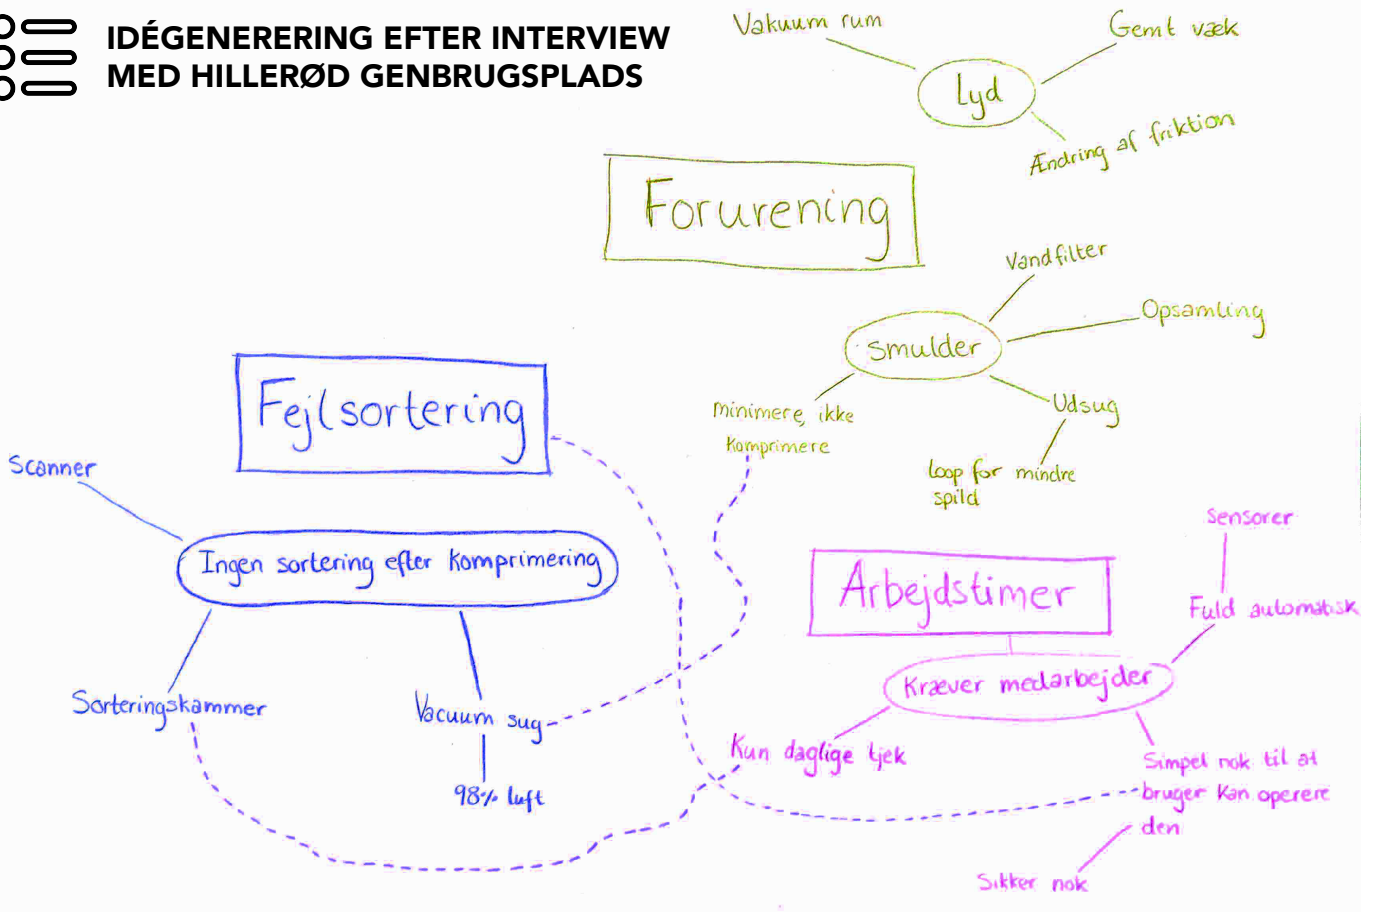 IDÉGENERERING EFTER INTERVIEW
MED HILLERØD GENBRUGSPLADS
Vakuum rum
Gemt væk
Lyd
Ændring af friktion
Forurening
Vandfilter
Opsamling
Smulder
minimere, ikke
komprimere
Udsug
loop for mindre
spild
Fejlsortering
Scanner
Ingen sortering efter komprimering
Sorteringskammer
Vacuum sug
98% luft
Arbejdstimer
Sensorer
Fuld automatisk
Kræver medarbejder
Kun daglige tjek
Simpel nok til at
bruger kan operere
den
Sikker nok